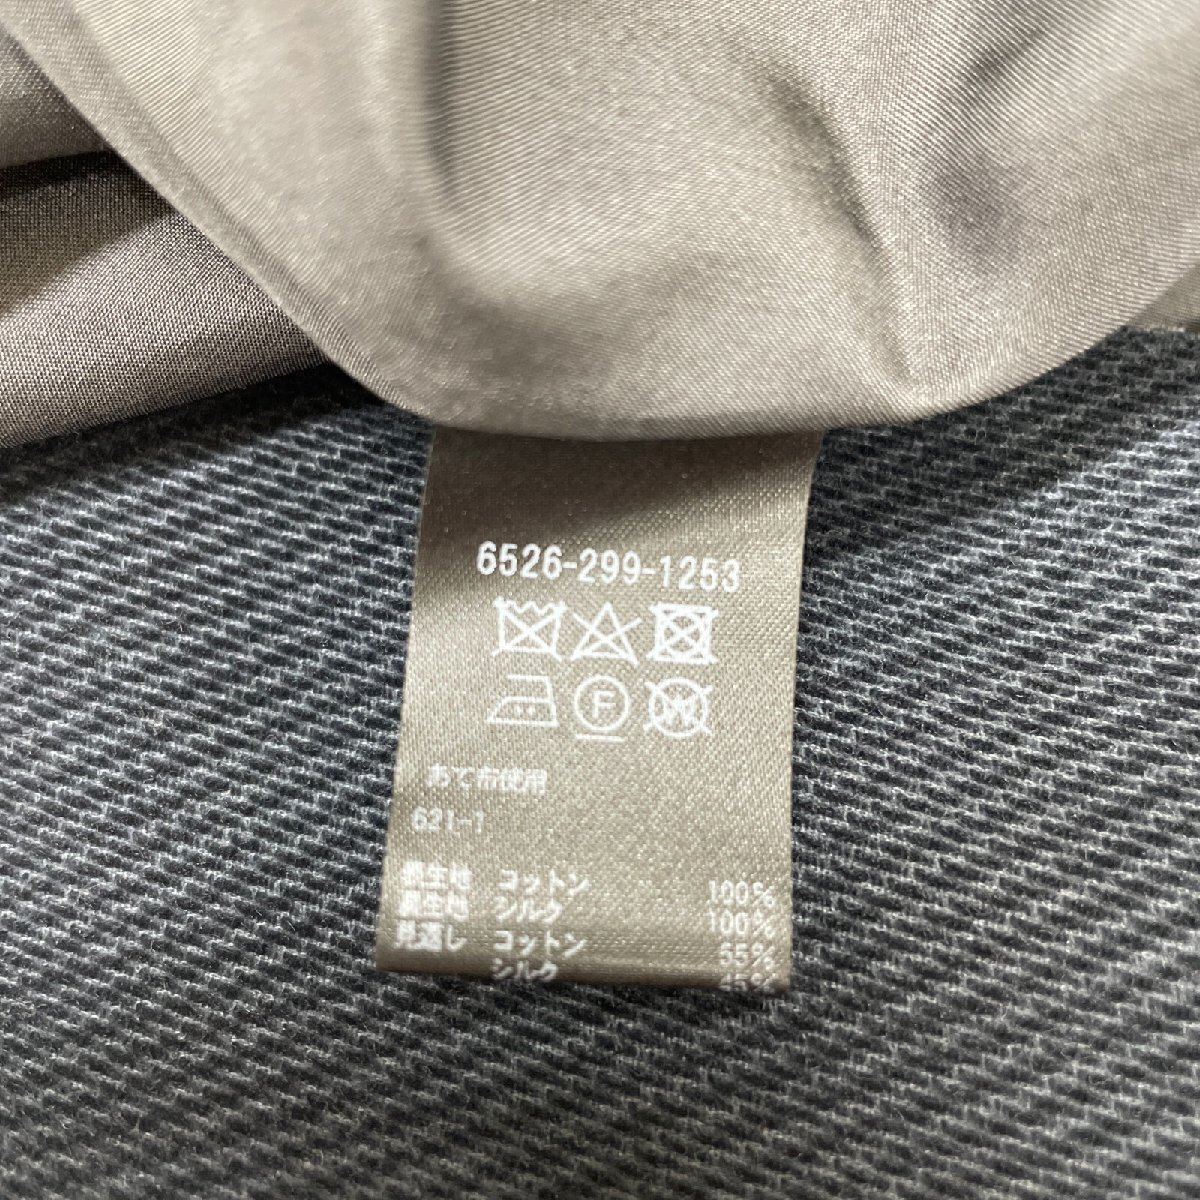 6526-299-1253
F
W
あて布使用
621-1
表生地 コットン 100%
裏生地 シルク 100%
見返し コットン 55%
シルク 45%